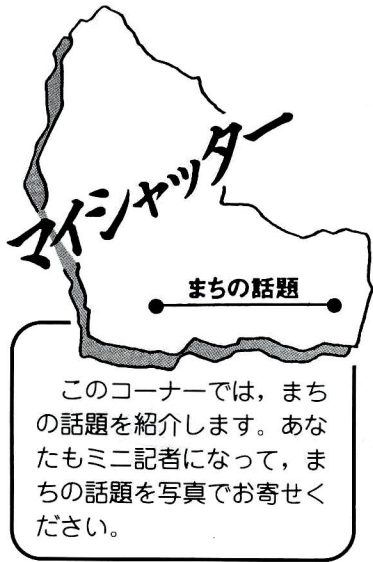 マイシャッター
まちの話題
このコーナーでは，まち
の話題を紹介します。あな
たもミニ記者になって，ま
ちの話題を写真でお寄せく
ださい。